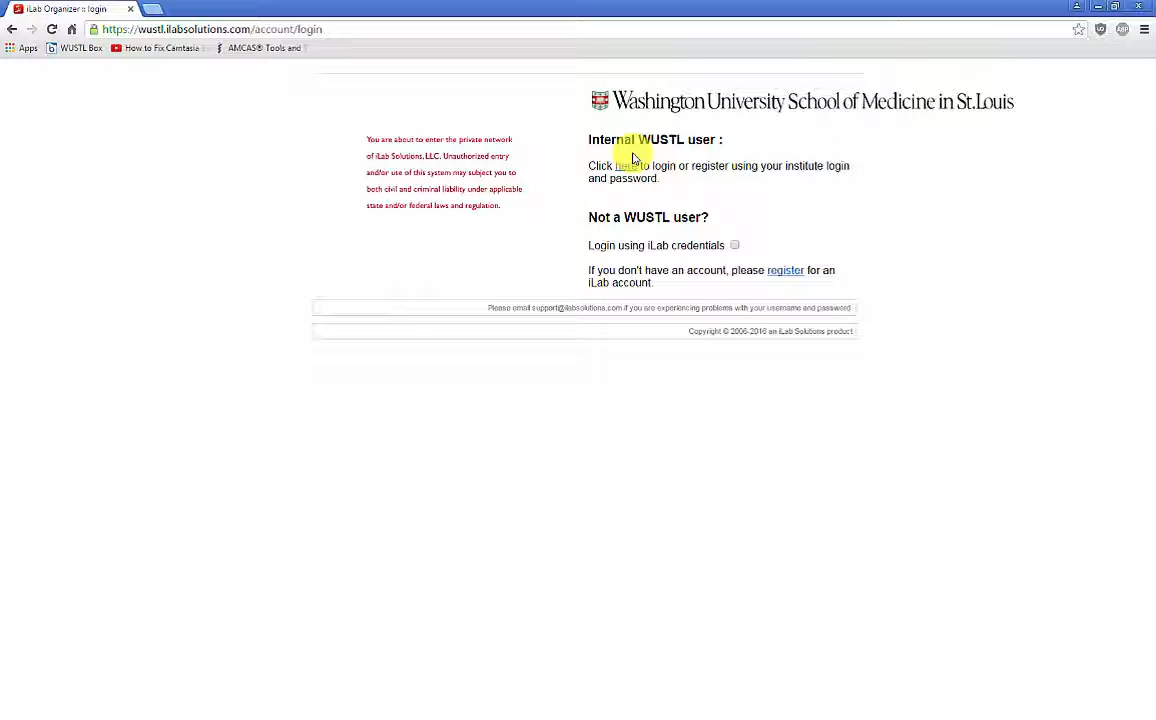 iLab Organizer :: login
https://wustl.ilabsolutions.com/account/login
Apps
WUSTL Box
How to Fix Camtasia
AMCAS® Tools and
Washington University School of Medicine in St. Louis
You are about to enter the private network
of iLab Solutions, LLC. Unauthorized entry
and/or use of this system may subject you to
both civil and criminal liability under applicable
state and/or federal laws and regulation.
Internal WUSTL user :
Click here to login or register using your institute login
and password.
Not a WUSTL user?
Login using iLab credentials
If you don't have an account, please register for an
iLab account.
Please email support@ilabsolutions.com if you are experiencing problems with your username and password
Copyright © 2006-2016 an iLab Solutions product